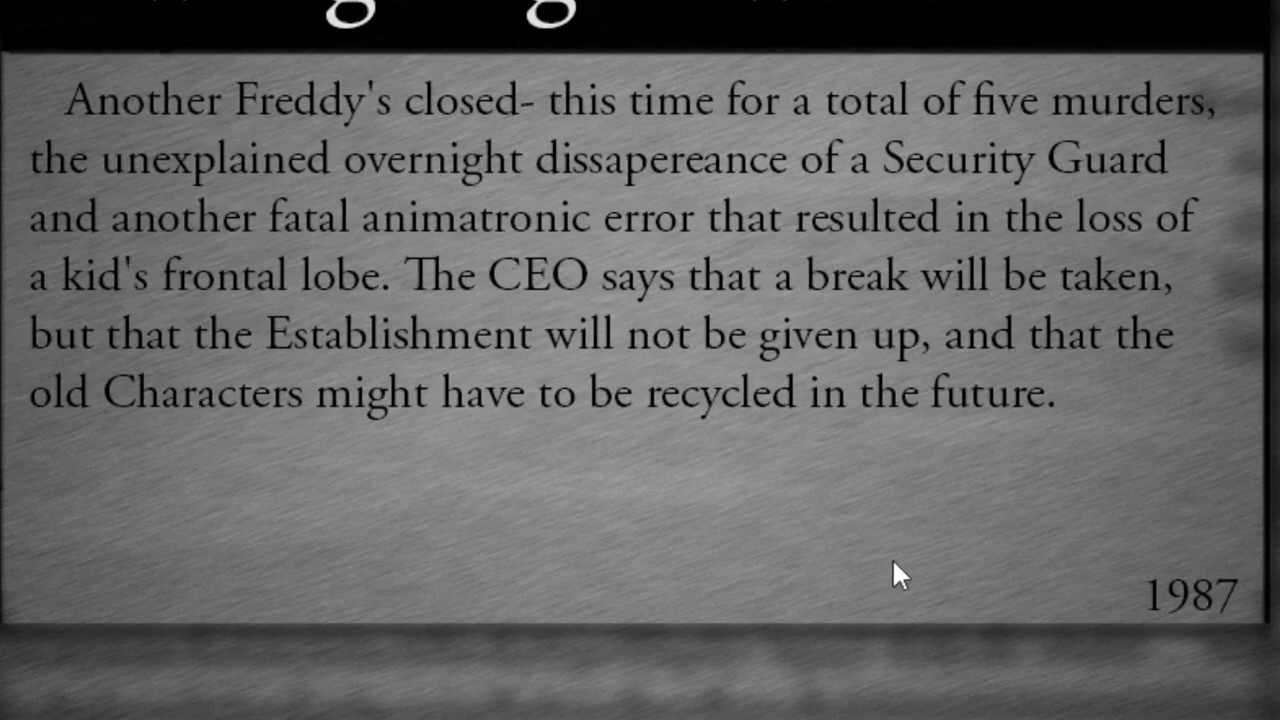 Another Freddy's closed- this time for a total of five murders,
the unexplained overnight dissapereance of a Security Guard
and another fatal animatronic error that resulted in the loss of
a kid's frontal lobe. The CEO says that a break will be taken,
but that the Establishment will not be given up, and that the
old Characters might have to be recycled in the future.
1987